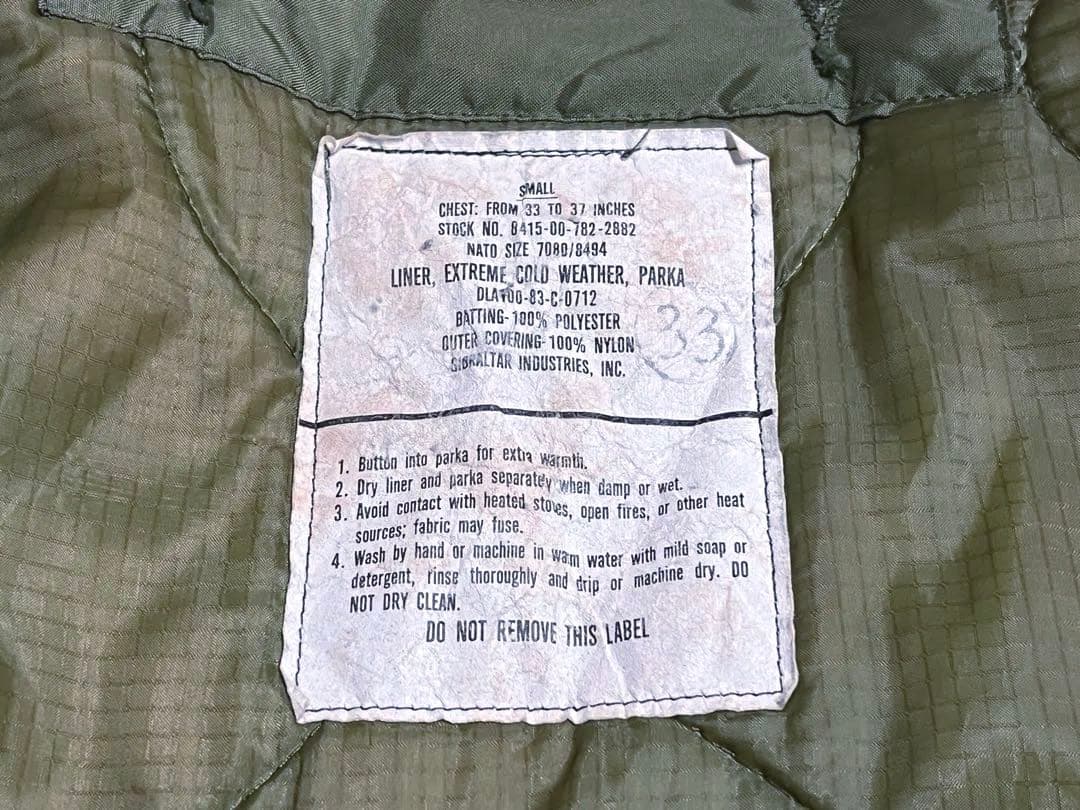 SMALL
CHEST: FROM 33 TO 37 INCHES
STOCK NO. 8415-00-782-2882
NATO SIZE 7080/8494
LINER, EXTREME COLD WEATHER, PARKA
DLA100-83-C-0712
BATTING-100% POLYESTER
OUTER COVERING-100% NYLON
GIBRALTAR INDUSTRIES, INC.
33
1. Button into parka for extra warmth.
2. Dry liner and parka separately when damp or wet.
3. Avoid contact with heated stoves, open fires, or other heat
sources; fabric may fuse.
4. Wash by hand or machine in warm water with mild soap or
detergent, rinse thoroughly and drip or machine dry. DO
NOT DRY CLEAN.
DO NOT REMOVE THIS LABEL